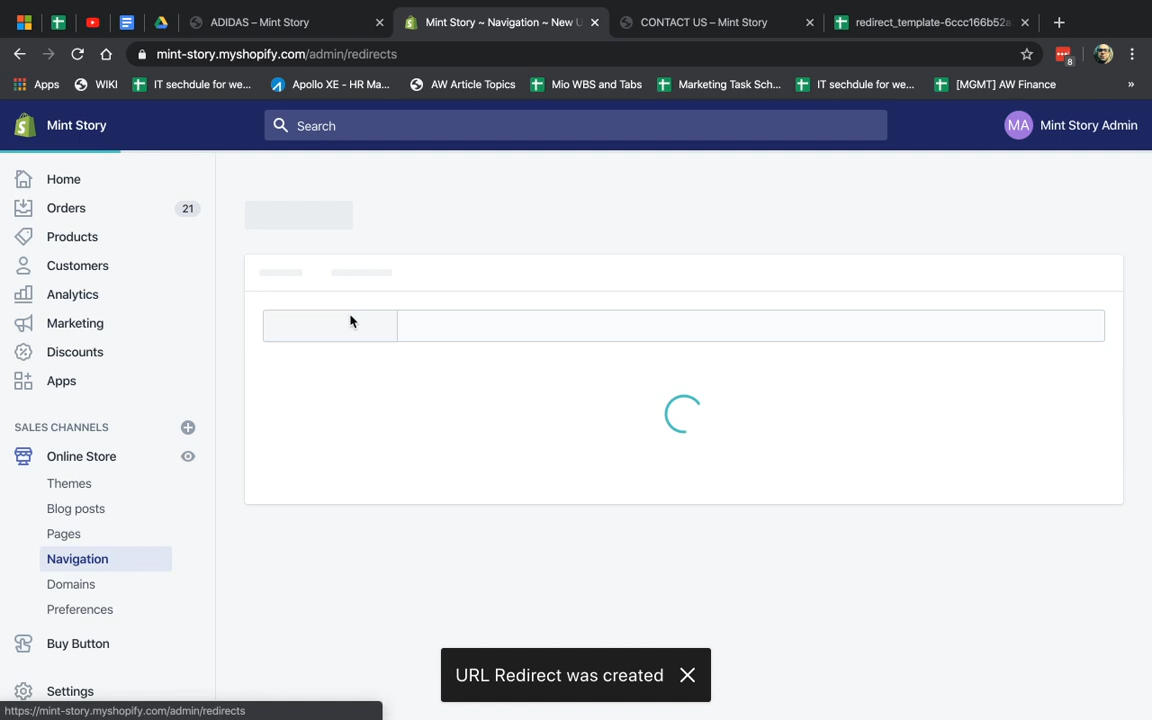 ADIDAS – Mint Story
Mint Story ~ Navigation ~ New U
CONTACT US – Mint Story
redirect_template-6ccc166b52a
mint-story.myshopify.com/admin/redirects
8
Apps
WIKI
IT sechdule for we...
Apollo XE - HR Ma...
AW Article Topics
Mio WBS and Tabs
Marketing Task Sch...
IT sechdule for we...
[MGMT] AW Finance
»
Mint Story
Search
MA
Mint Story Admin
Home
Orders
21
Products
Customers
Analytics
Marketing
Discounts
Apps
SALES CHANNELS
Online Store
Themes
Blog posts
Pages
Navigation
Domains
Preferences
Buy Button
Settings
URL Redirect was created
https://mint-story.myshopify.com/admin/redirects